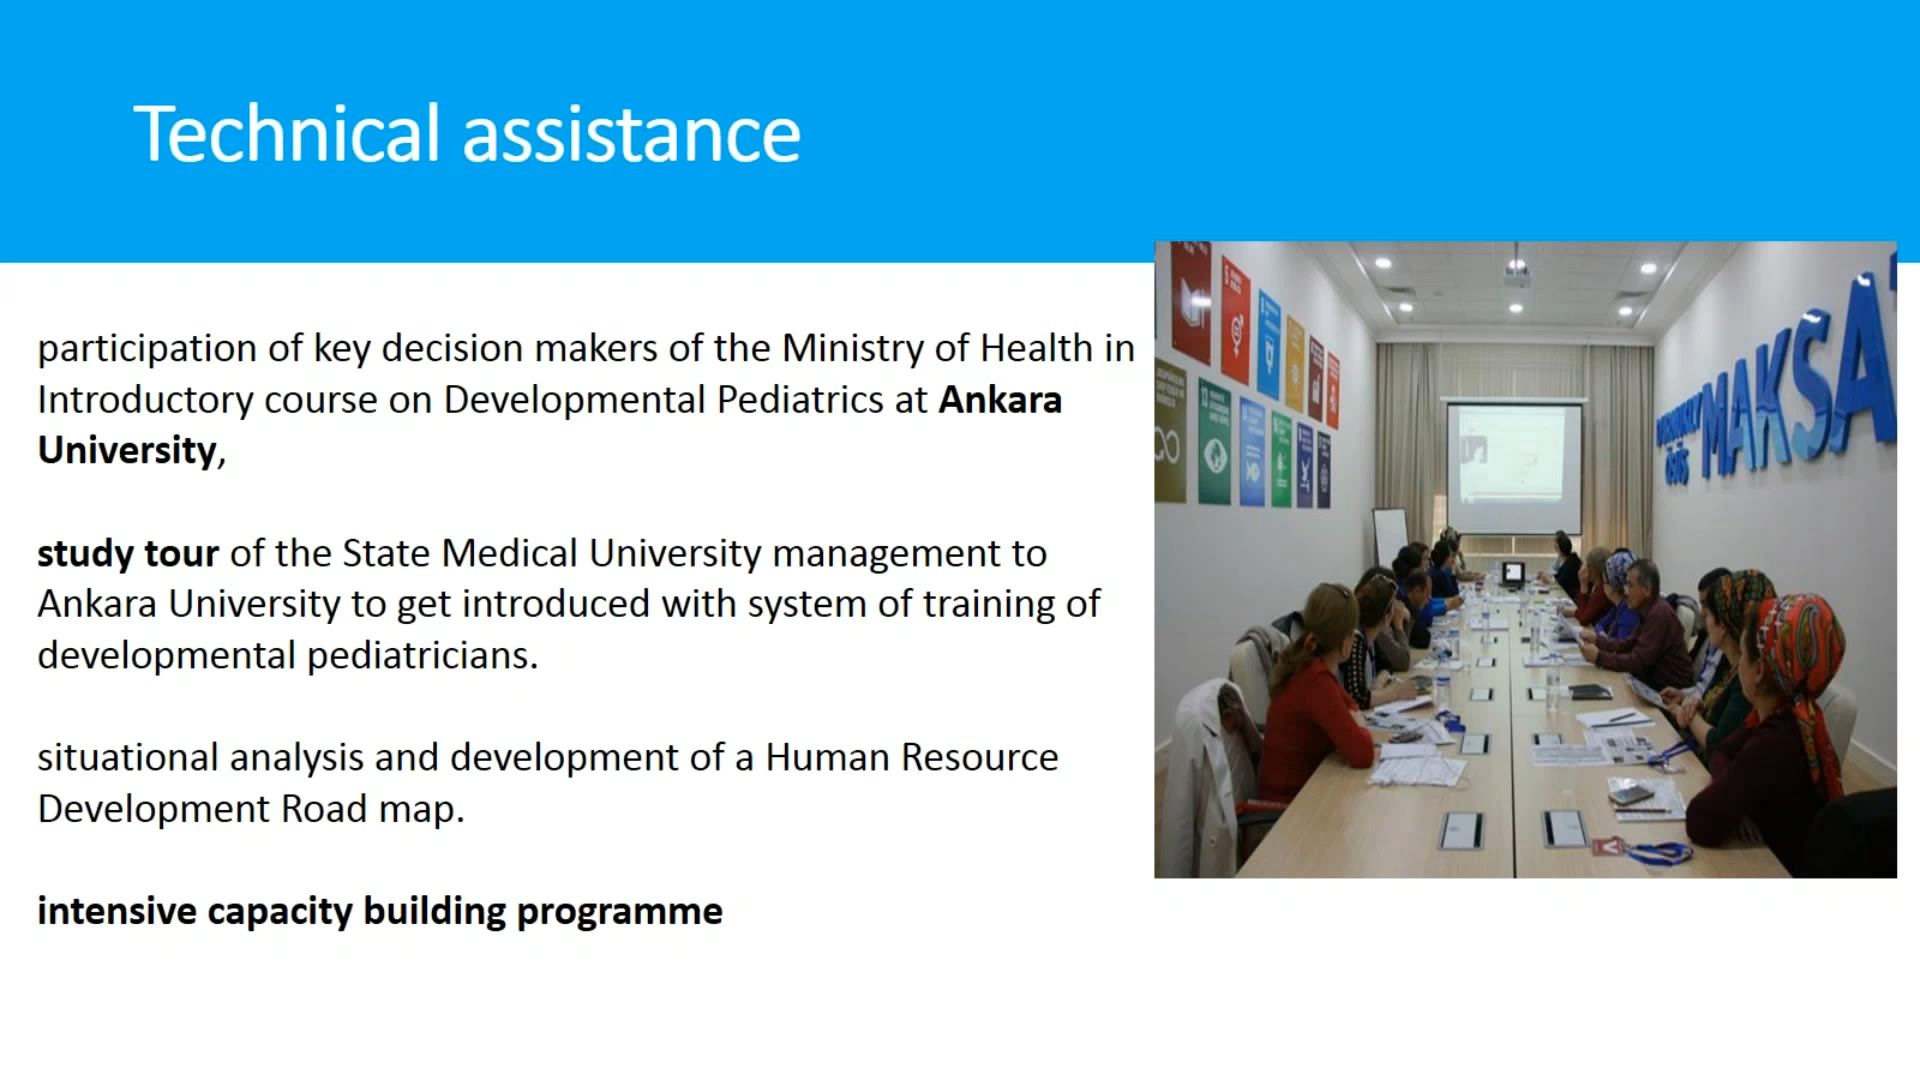 Technical assistance
participation of key decision makers of the Ministry of Health in
Introductory course on Developmental Pediatrics at Ankara
University,
study tour of the State Medical University management to
Ankara University to get introduced with system of training of
developmental pediatricians.
situational analysis and development of a Human Resource
Development Road map.
intensive capacity building programme
MAKSA